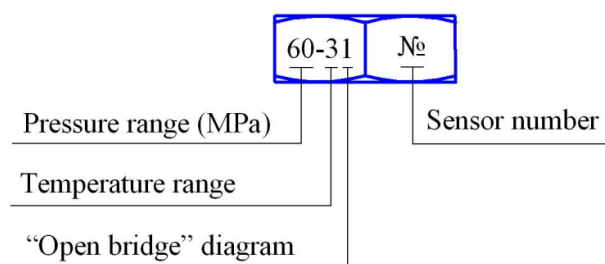 60-31 №
Pressure range (MPa)
Sensor number
Temperature range
“Open bridge” diagram